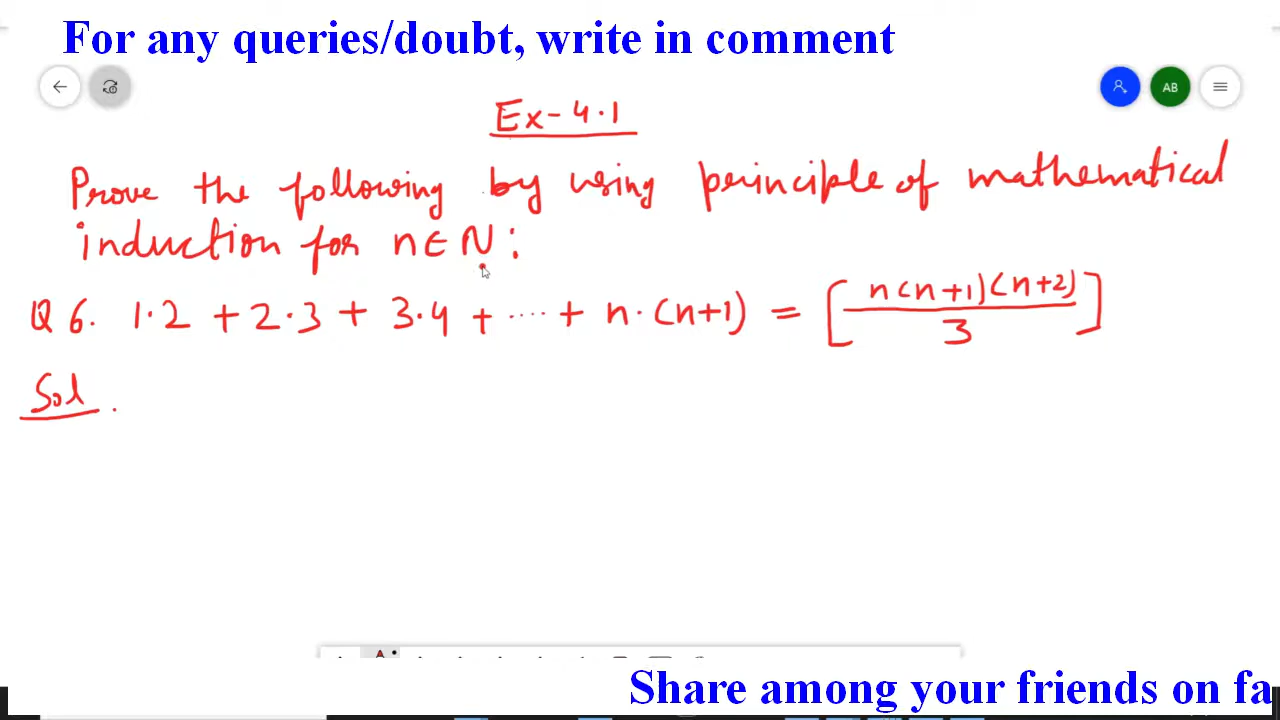 For any queries/doubt, write in comment
AB
Ex-4.1
Prove the following by using principle of mathematical
induction for n∈N:
Q 6. 1·2 + 2·3 + 3·4 + ····· + n·(n+1) = [n(n+1)(n+2)/3]
Sol.
Share among your friends on fa